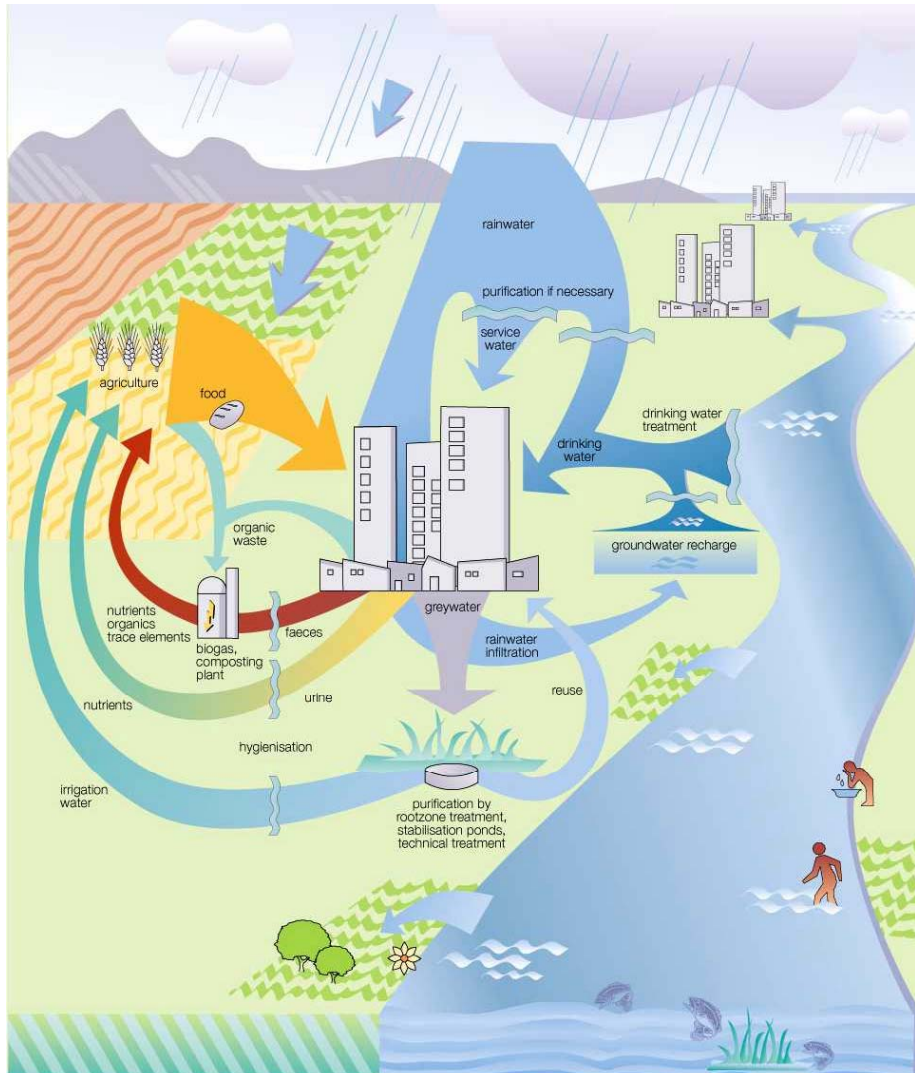 rainwater
purification if necessary
service
water
agriculture
food
drinking water
treatment
drinking
water
organic
waste
groundwater recharge
greywater
nutrients
organics
trace elements
faeces
biogas,
composting
plant
rainwater
infiltration
reuse
nutrients
urine
hygienisation
irrigation
water
purification by
rootzone treatment,
stabilisation ponds,
technical treatment